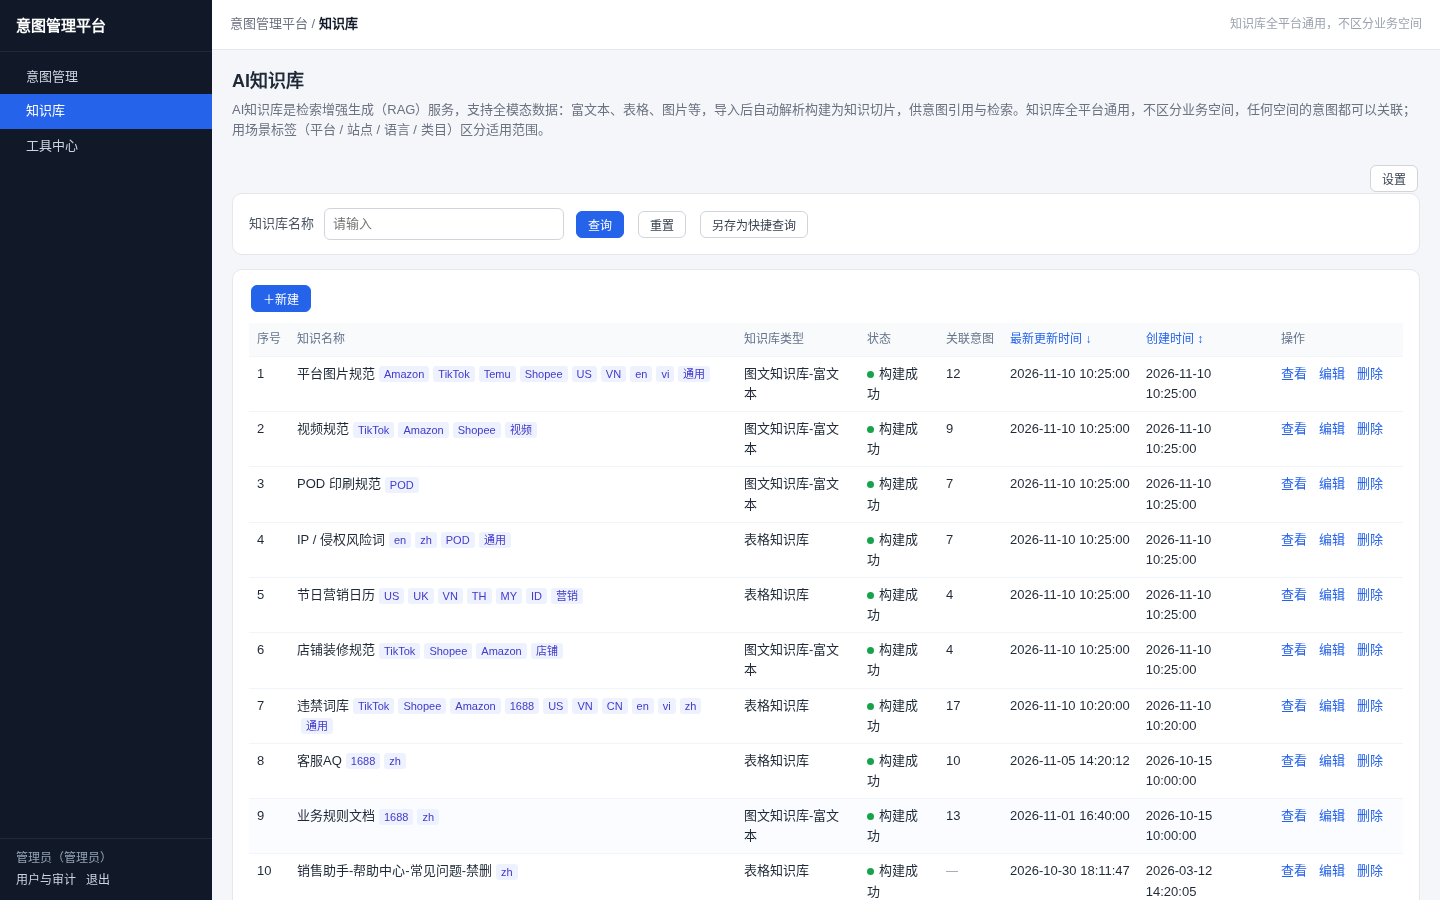 意图管理平台
意图管理
知识库
工具中心
管理员（管理员）
用户与审计 退出
意图管理平台 / 知识库
知识库全平台通用，不区分业务空间
AI知识库
AI知识库是检索增强生成（RAG）服务，支持全模态数据：富文本、表格、图片等，导入后自动解析构建为知识切片，供意图引用与检索。知识库全平台通用，不区分业务空间，任何空间的意图都可以关联；
用场景标签（平台 / 站点 / 语言 / 类目）区分适用范围。
设置
知识库名称 请输入 查询 重置 另存为快捷查询
＋新建
序号 知识名称 知识库类型 状态 关联意图 最新更新时间 ↓ 创建时间 ↕ 操作
1 平台图片规范 Amazon TikTok Temu Shopee US VN en vi 通用 图文知识库-富文 构建成 12 2026-11-10 10:25:00 2026-11-10 查看 编辑 删除
本 功 10:25:00
2 视频规范 TikTok Amazon Shopee 视频 图文知识库-富文 构建成 9 2026-11-10 10:25:00 2026-11-10 查看 编辑 删除
本 功 10:25:00
3 POD 印刷规范 POD 图文知识库-富文 构建成 7 2026-11-10 10:25:00 2026-11-10 查看 编辑 删除
本 功 10:25:00
4 IP / 侵权风险词 en zh POD 通用 表格知识库 构建成 7 2026-11-10 10:25:00 2026-11-10 查看 编辑 删除
功 10:25:00
5 节日营销日历 US UK VN TH MY ID 营销 表格知识库 构建成 4 2026-11-10 10:25:00 2026-11-10 查看 编辑 删除
功 10:25:00
6 店铺装修规范 TikTok Shopee Amazon 店铺 图文知识库-富文 构建成 4 2026-11-10 10:25:00 2026-11-10 查看 编辑 删除
本 功 10:25:00
7 违禁词库 TikTok Shopee Amazon 1688 US VN CN en vi zh 表格知识库 构建成 17 2026-11-10 10:20:00 2026-11-10 查看 编辑 删除
通用 功 10:20:00
8 客服AQ 1688 zh 表格知识库 构建成 10 2026-11-05 14:20:12 2026-10-15 查看 编辑 删除
功 10:00:00
9 业务规则文档 1688 zh 图文知识库-富文 构建成 13 2026-11-01 16:40:00 2026-10-15 查看 编辑 删除
本 功 10:00:00
10 销售助手-帮助中心-常见问题-禁删 zh 表格知识库 构建成 — 2026-10-30 18:11:47 2026-03-12 查看 编辑 删除
功 14:20:05